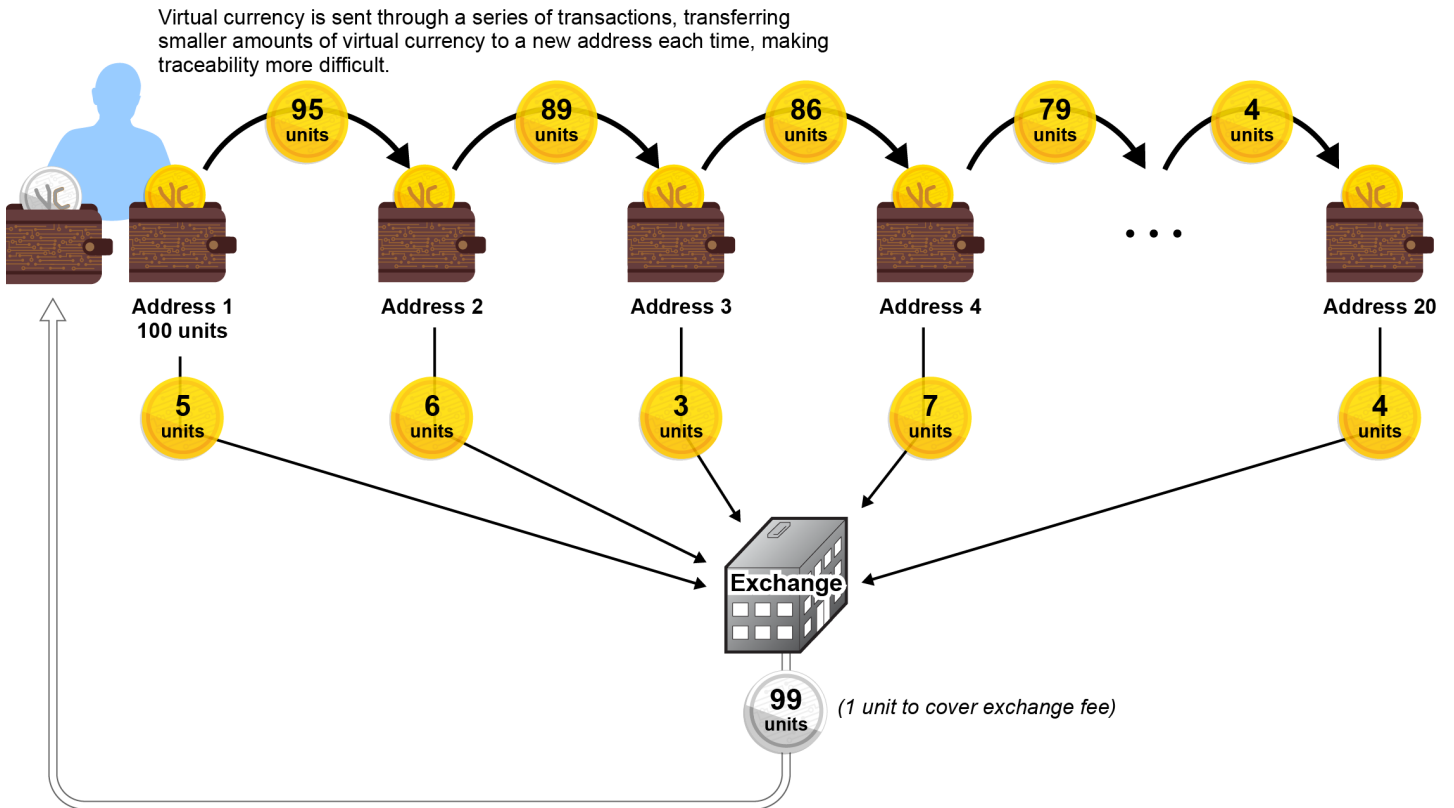 Virtual currency is sent through a series of transactions, transferring
smaller amounts of virtual currency to a new address each time, making
traceability more difficult.
95
units
89
units
86
units
79
units
4
units
VC
VC
VC
VC
VC
VC
Address 1
100 units
Address 2
Address 3
Address 4
...
Address 20
5
units
6
units
3
units
7
units
4
units
Exchange
99
units
(1 unit to cover exchange fee)